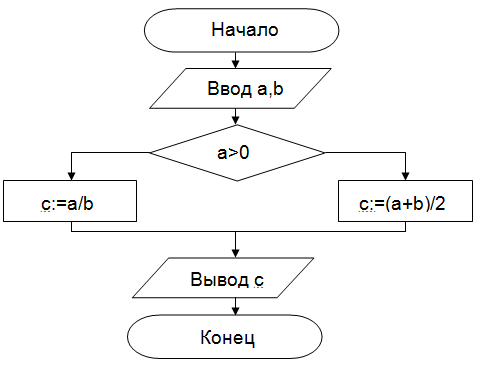 Начало
Ввод a,b
a>0
c:=a/b
c:=(a+b)/2
Вывод c
Конец